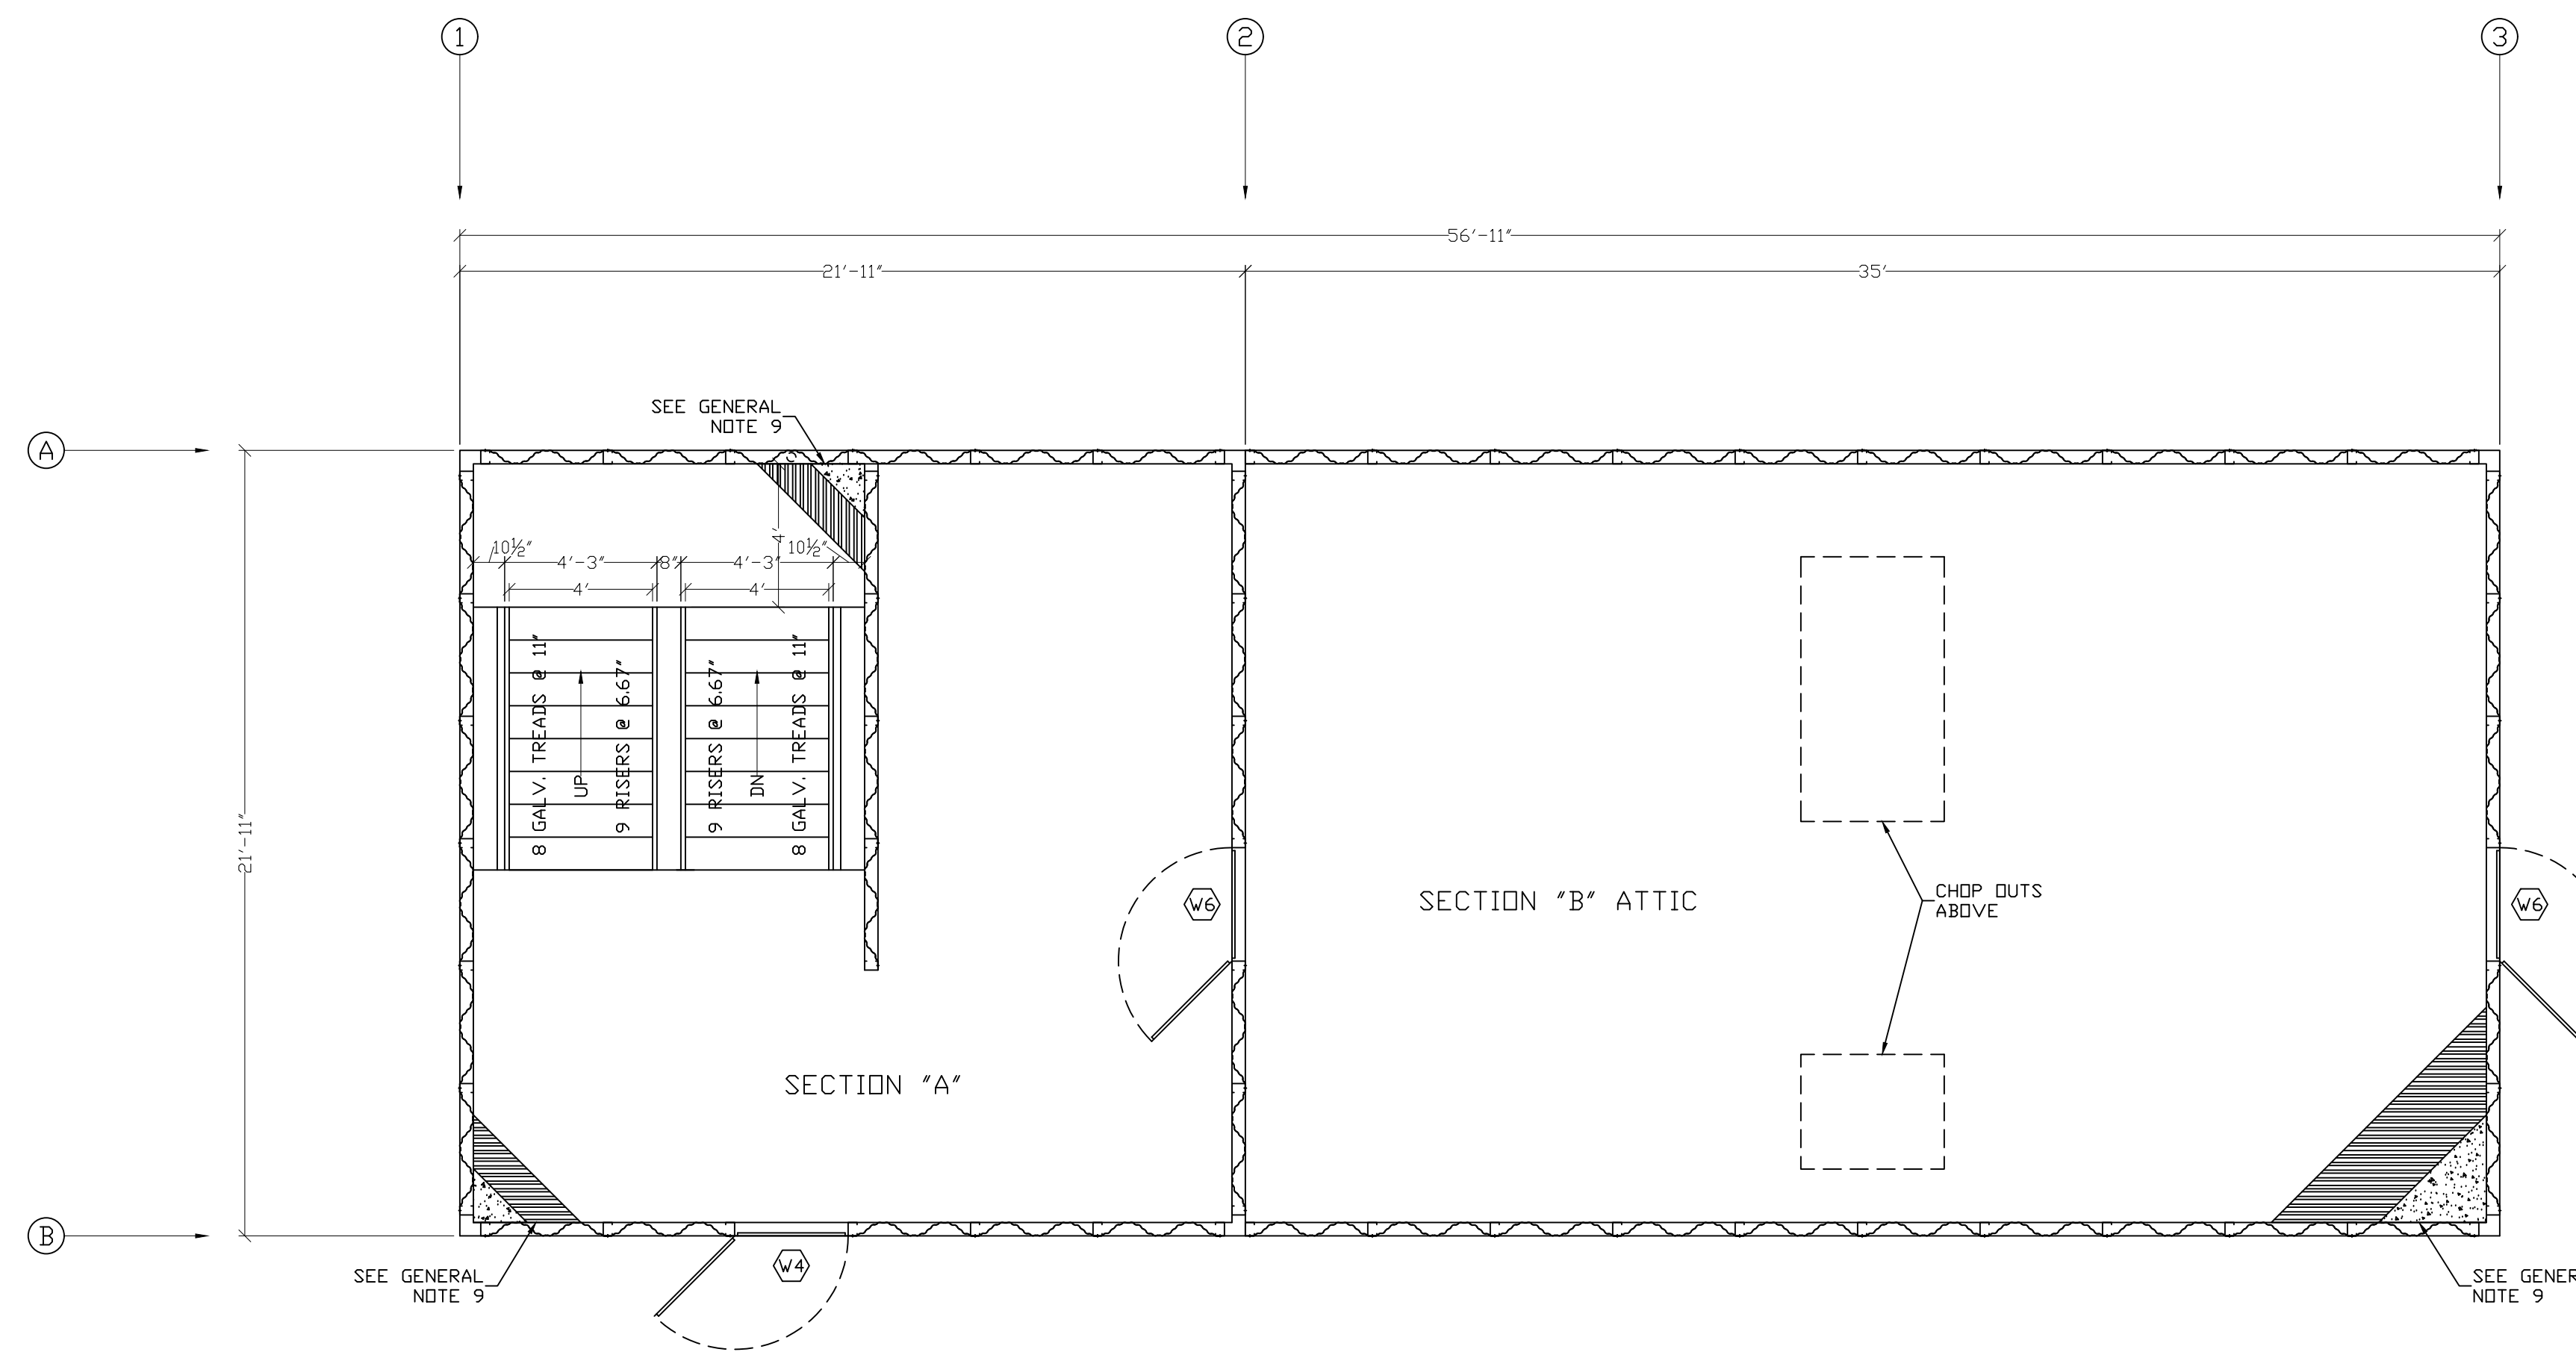 1
2
3
56'-11"
21'-11"
35'
SEE GENERAL
NOTE 9
A
10½"
4'-3"
8"
4'-3"
10½"
4'
4'
4'
8 GALV. TREADS @ 11"
UP
9 RISERS @ 6.67"
9 RISERS @ 6.67"
DN
8 GALV. TREADS @ 11"
21'-11"
W6
SECTION "B" ATTIC
CHOP OUTS
ABOVE
W6
SECTION "A"
B
W4
SEE GENERAL
NOTE 9
SEE GENER
NOTE 9